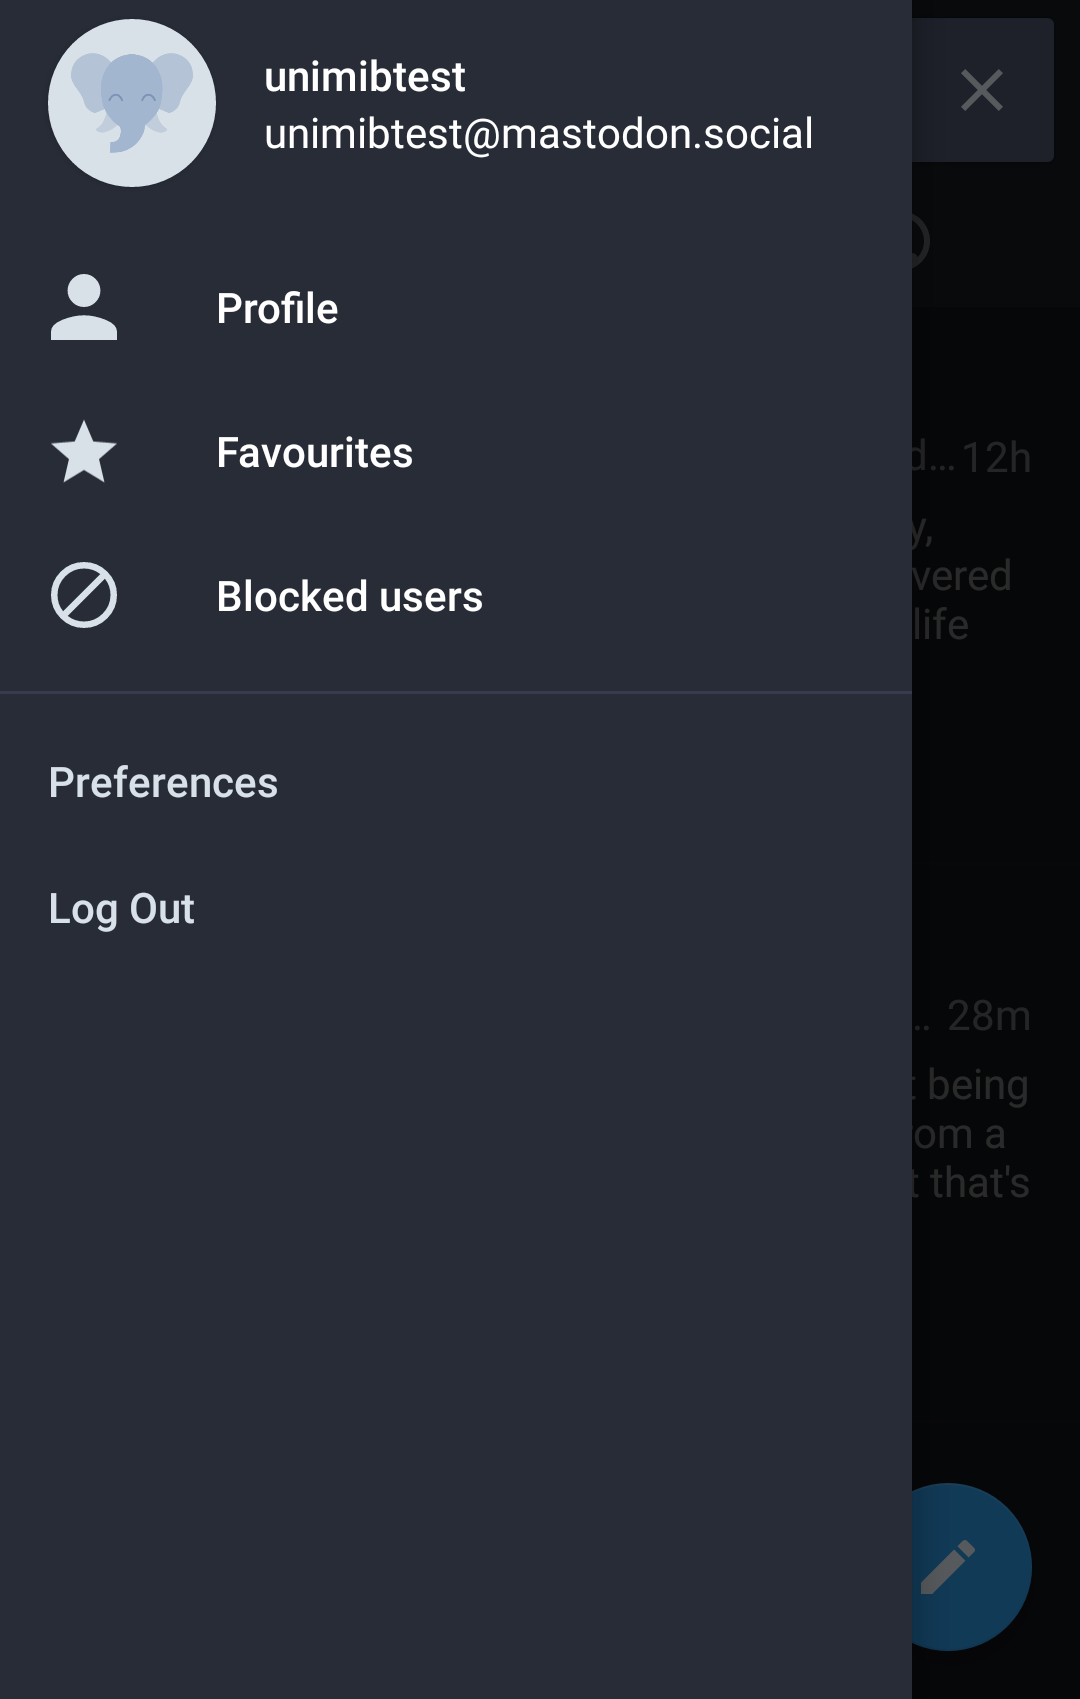 unimibtest
unimibtest@mastodon.social
Profile
Favourites
Blocked users
Preferences
Log Out
d… 12h
y,
vered
life
.. 28m
being
om a
t that's